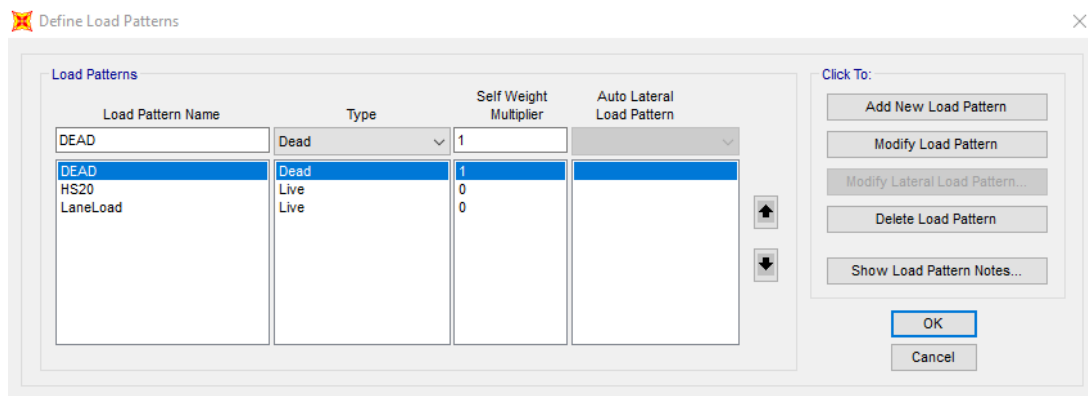 Define Load Patterns
Load Patterns
Click To:
Load Pattern Name Type Self Weight Multiplier Auto Lateral Load Pattern
DEAD Dead 1
DEAD Dead 1
HS20 Live 0
LaneLoad Live 0
Add New Load Pattern
Modify Load Pattern
Modify Lateral Load Pattern...
Delete Load Pattern
Show Load Pattern Notes...
OK
Cancel